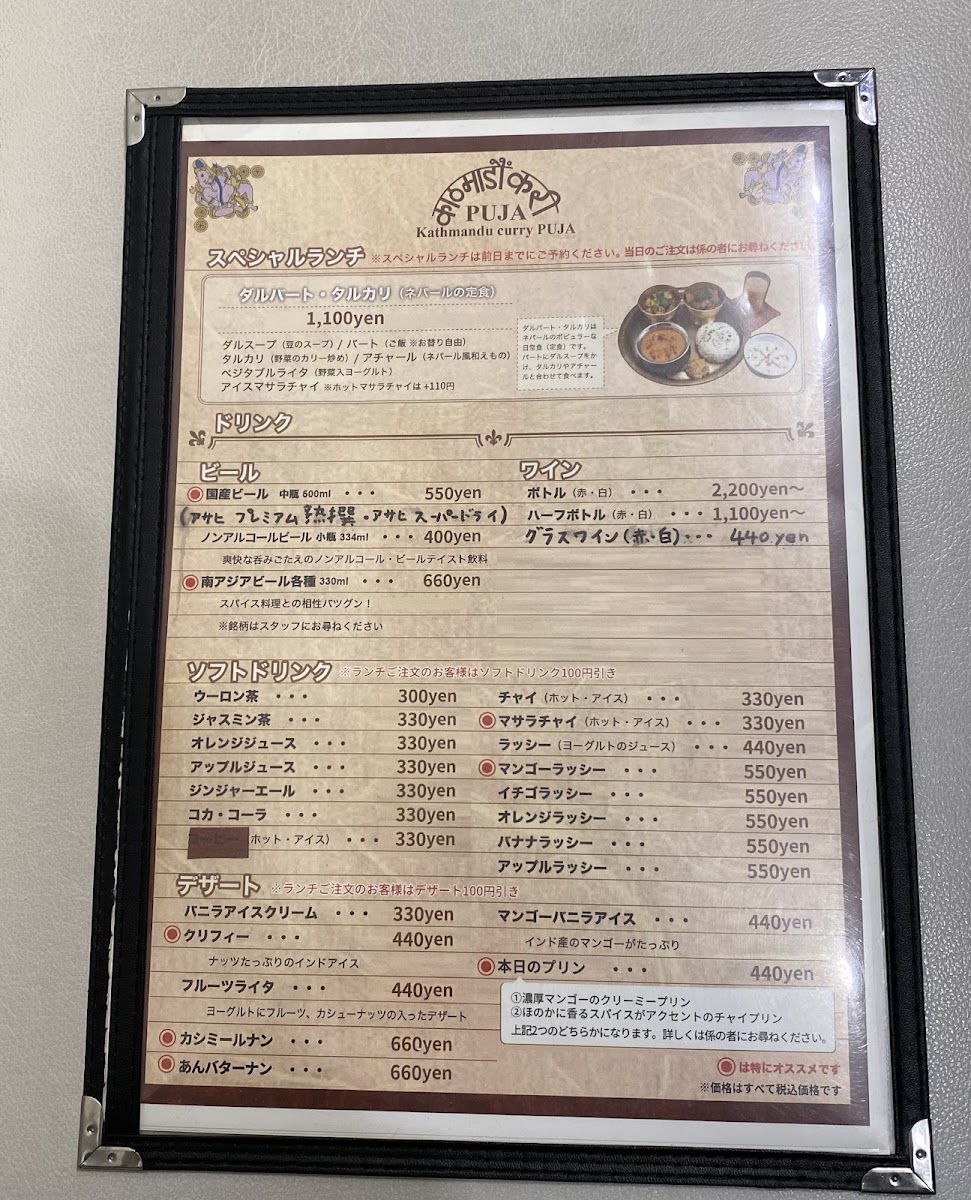 काठमाडौं करी
PUJA
Kathmandu curry PUJA
スペシャルランチ ※スペシャルランチは前日までにご予約ください。当日のご注文は係の者にお尋ねください
ダルバート・タルカリ（ネパールの定食）
1,100yen
ダルスープ（豆のスープ）/ バート（ご飯 ※お替り自由）
タルカリ（野菜のカリー炒め）/ アチャール（ネパール風和えもの）
ベジタブルライタ（野菜入ヨーグルト）
アイスマサラチャイ ※ホットマサラチャイは +110円
ダルバート・タルカリは
ネパールのポピュラーな
日常食（定食）です。
バートにダルスープをか
け、タルカリやアチャー
ルと合わせて食べます。
ドリンク
ビール
国産ビール 中瓶 500ml ・・・ 550yen
(アサヒ プレミアム 熟撰・アサヒ スーパードライ)
ノンアルコールビール 小瓶 334ml ・・・ 400yen
爽快な呑みごたえのノンアルコール・ビールテイスト飲料
南アジアビール各種 330ml ・・・ 660yen
スパイス料理との相性バツグン！
※銘柄はスタッフにお尋ねください
ワイン
ボトル（赤・白） ・・・ 2,200yen～
ハーフボトル（赤・白） ・・・ 1,100yen～
グラスワイン(赤・白)・・・ 440yen
ソフトドリンク ※ランチご注文のお客様はソフトドリンク100円引き
ウーロン茶 ・・・ 300yen
ジャスミン茶 ・・・ 330yen
オレンジジュース ・・・ 330yen
アップルジュース ・・・ 330yen
ジンジャーエール ・・・ 330yen
コカ・コーラ ・・・ 330yen
ホット・アイス） ・・・ 330yen
チャイ（ホット・アイス） ・・・ 330yen
マサラチャイ（ホット・アイス） ・・・ 330yen
ラッシー（ヨーグルトのジュース） ・・・ 440yen
マンゴーラッシー ・・・ 550yen
イチゴラッシー ・・・ 550yen
オレンジラッシー ・・・ 550yen
バナナラッシー ・・・ 550yen
アップルラッシー ・・・ 550yen
デザート ※ランチご注文のお客様はデザート100円引き
バニラアイスクリーム ・・・ 330yen
クリフィー ・・・ 440yen
ナッツたっぷりのインドアイス
フルーツライタ ・・・ 440yen
ヨーグルトにフルーツ、カシューナッツの入ったデザート
カシミールナン ・・・ 660yen
あんバターナン ・・・ 660yen
マンゴーバニラアイス ・・・ 440yen
インド産のマンゴーがたっぷり
本日のプリン ・・・ 440yen
①濃厚マンゴーのクリーミープリン
②ほのかに香るスパイスがアクセントのチャイプリン
上記2つのどちらかになります。詳しくは係の者にお尋ねください。
は特にオススメです
※価格はすべて税込価格です